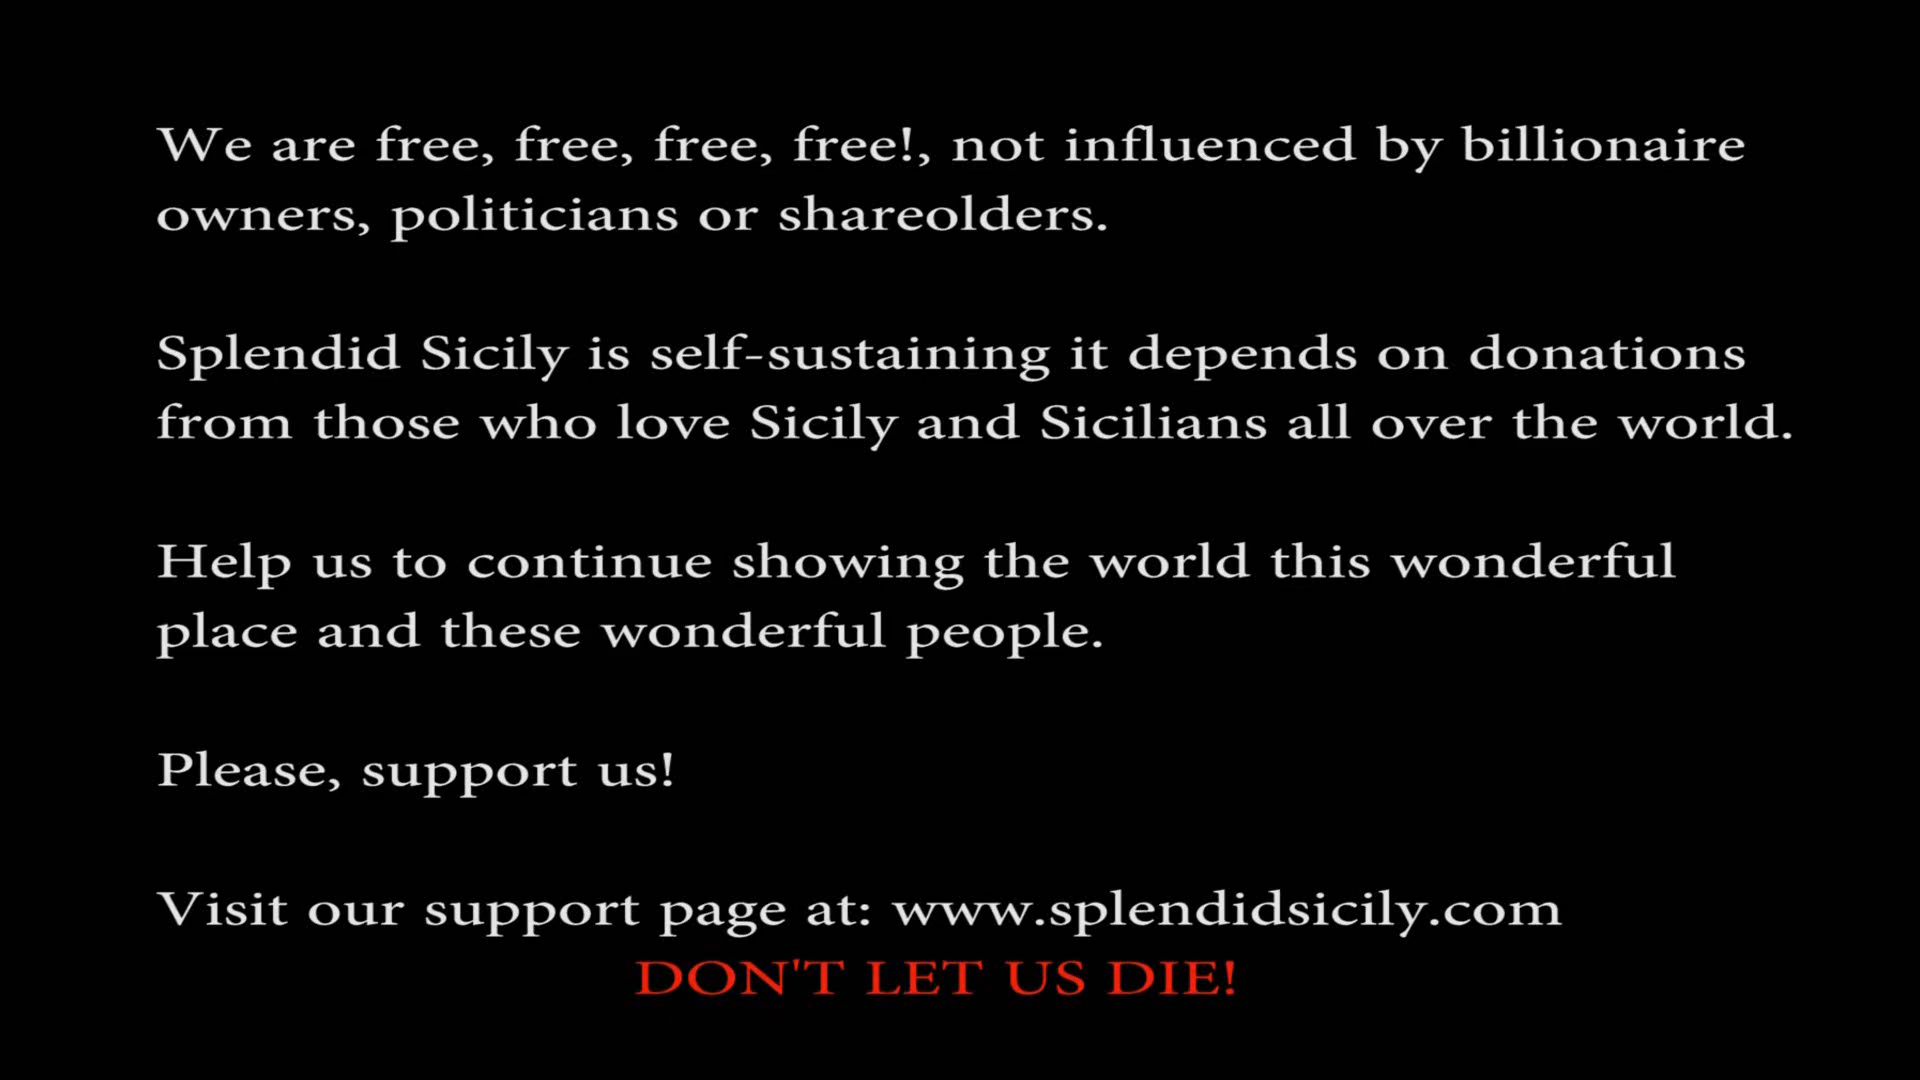 We are free, free, free, free!, not influenced by billionaire
owners, politicians or shareolders.
Splendid Sicily is self-sustaining it depends on donations
from those who love Sicily and Sicilians all over the world.
Help us to continue showing the world this wonderful
place and these wonderful people.
Please, support us!
Visit our support page at: www.splendidsicily.com
DON'T LET US DIE!